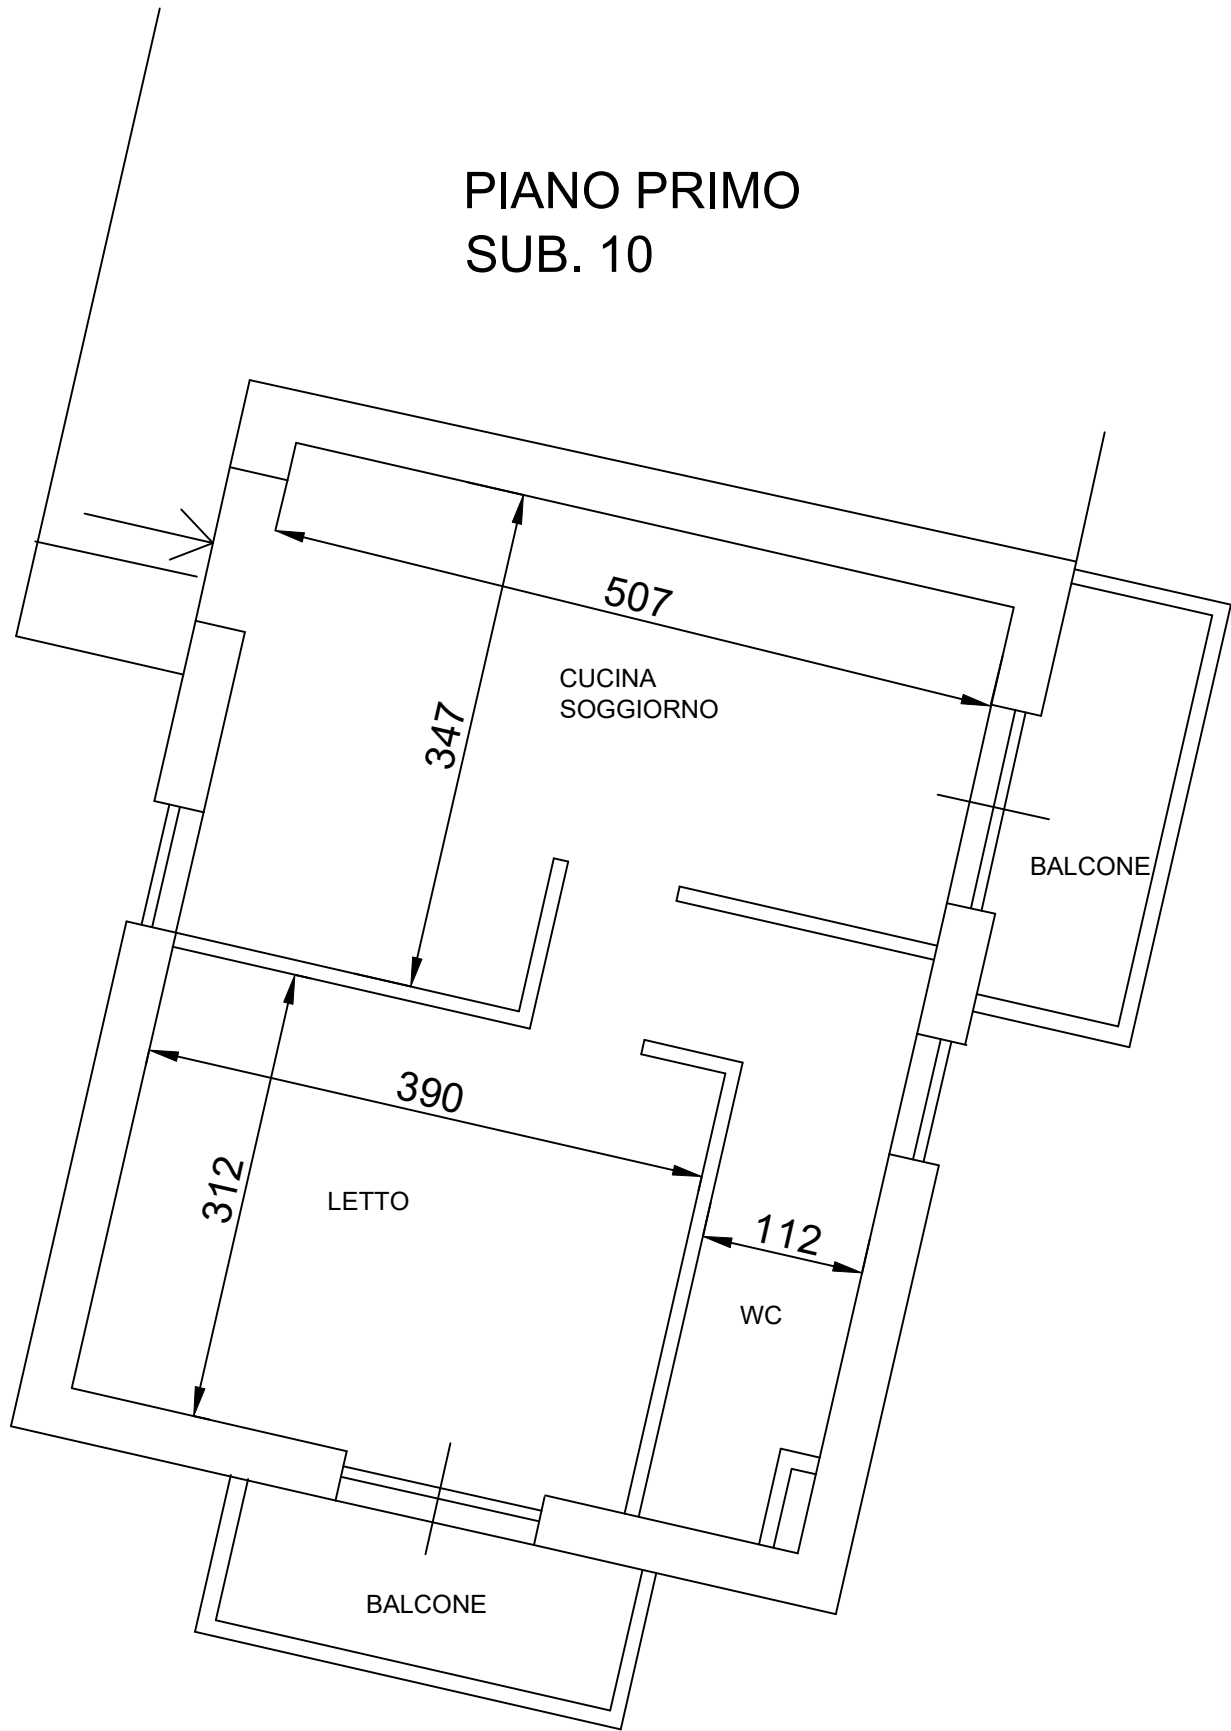 PIANO PRIMO
SUB. 10
507
CUCINA
SOGGIORNO
347
BALCONE
390
312
LETTO
112
WC
BALCONE